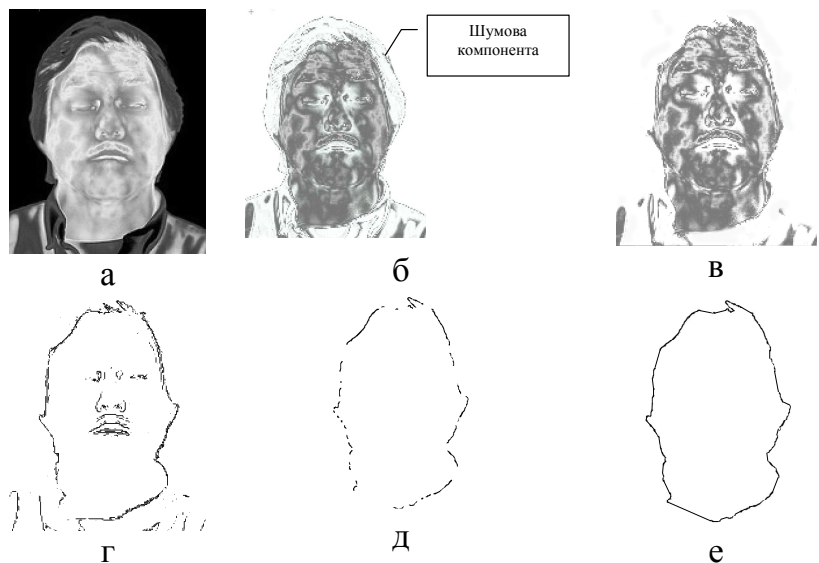 Шумова
компонента
а
б
в
г
д
е